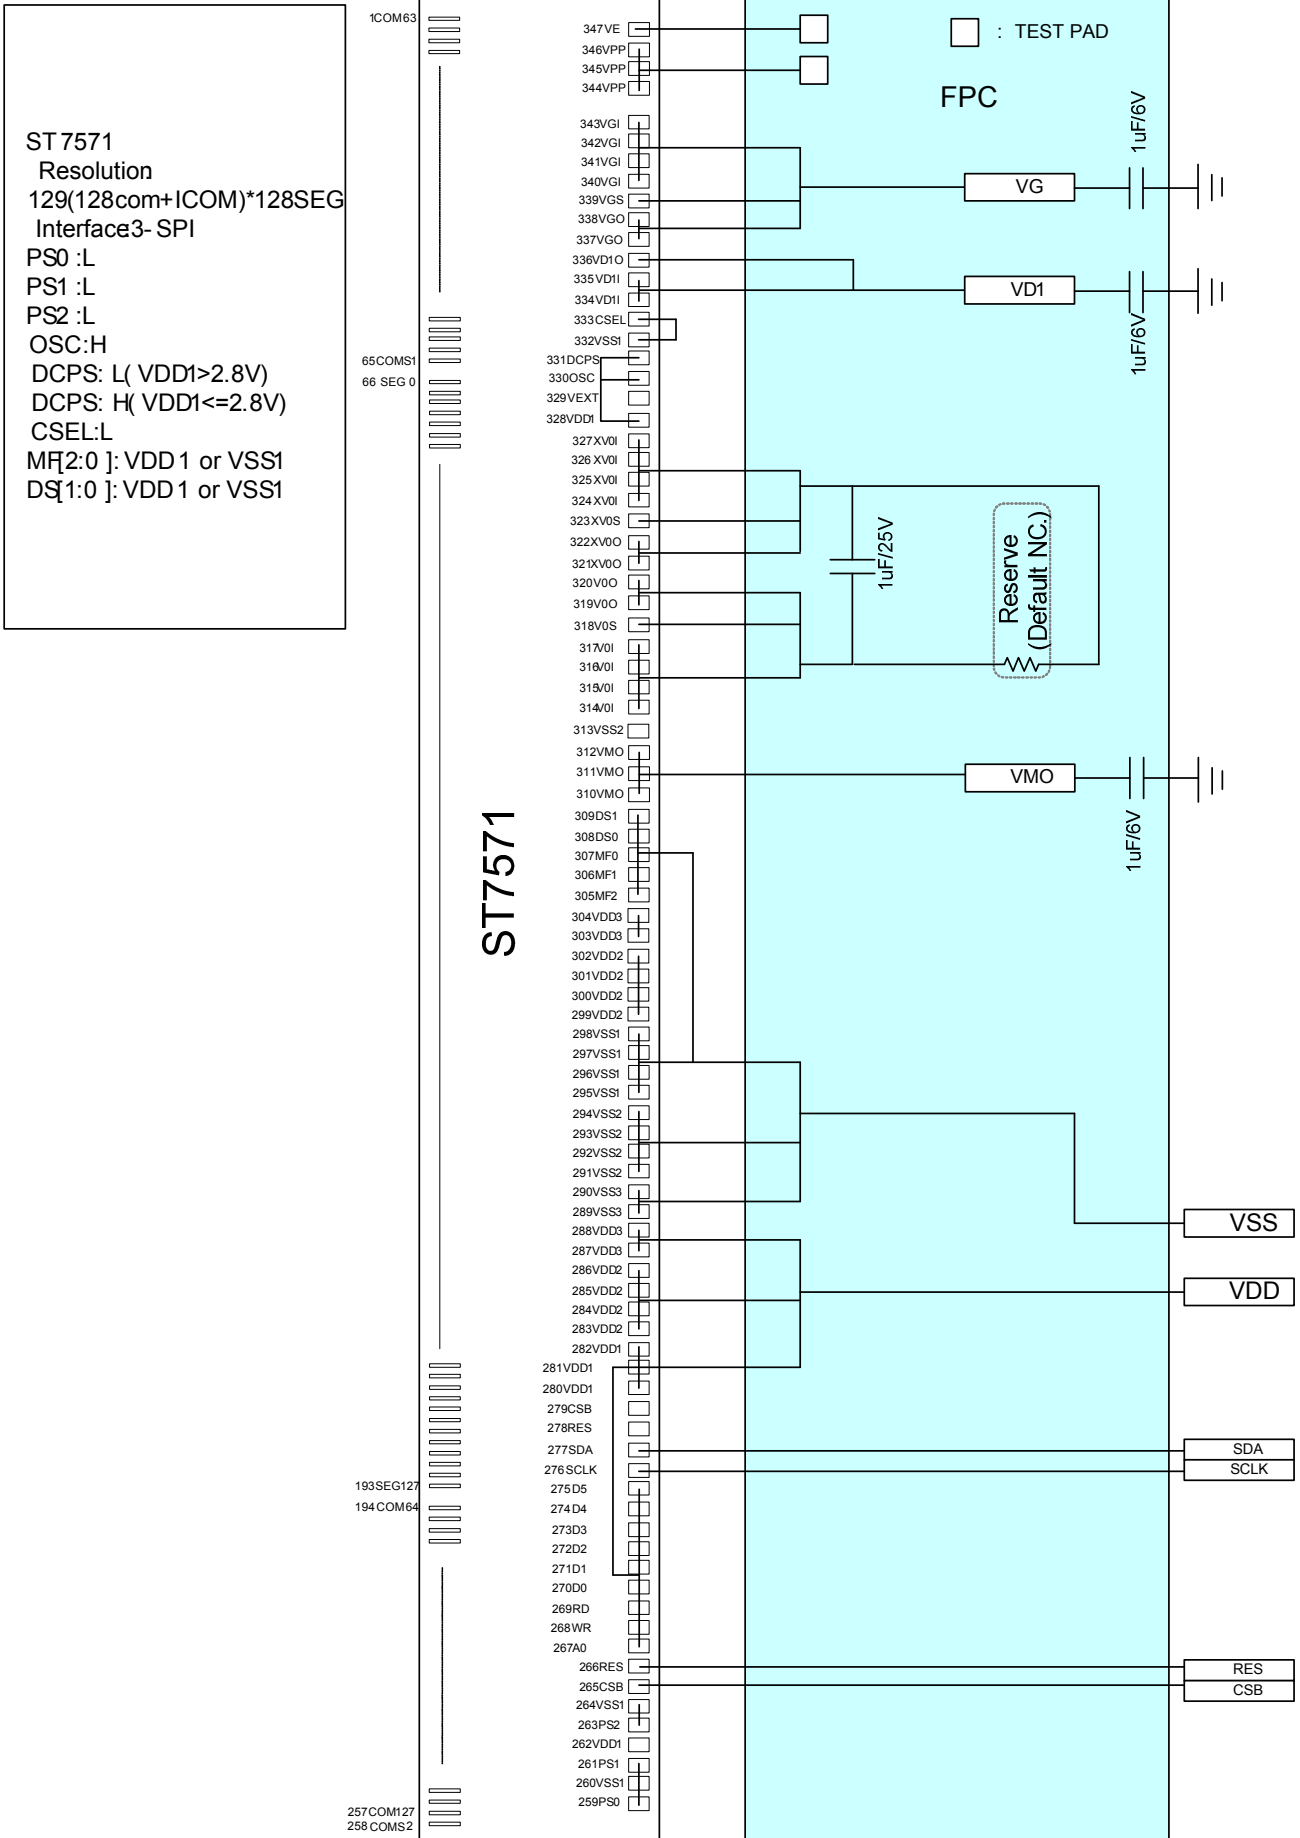 ST7571
Resolution
129(128com+ICOM)*128SEG
Interface3-SPI
PS0 :L
PS1 :L
PS2 :L
OSC:H
DCPS: L( VDD1>2.8V)
DCPS: H( VDD1<=2.8V)
CSEL:L
MF[2:0 ]: VDD1 or VSS1
DS[1:0 ]: VDD1 or VSS1
1COM63
65COMS1
66 SEG 0
193SEG127
194COM64
257COM127
258COMS2
ST7571
347VE
346VPP
345VPP
344VPP
343VGI
342VGI
341VGI
340VGI
339VGS
338VGO
337VGO
336VD1O
335VD1I
334VD1I
333CSEL
332VSS1
331DCPS
330OSC
329VEXT
328VDD1
327XV0I
326XV0I
325XV0I
324XV0I
323XV0S
322XV0O
321XV0O
320V0O
319V0O
318V0S
317V0I
316V0I
315V0I
314V0I
313VSS2
312VMO
311VMO
310VMO
309DS1
308DS0
307MF0
306MF1
305MF2
304VDD3
303VDD3
302VDD2
301VDD2
300VDD2
299VDD2
298VSS1
297VSS1
296VSS1
295VSS1
294VSS2
293VSS2
292VSS2
291VSS2
290VSS3
289VSS3
288VDD3
287VDD3
286VDD2
285VDD2
284VDD2
283VDD2
282VDD1
281VDD1
280VDD1
279CSB
278RES
277SDA
276SCLK
275D5
274D4
273D3
272D2
271D1
270D0
269RD
268WR
267A0
266RES
265CSB
264VSS1
263PS2
262VDD1
261PS1
260VSS1
259PS0
: TEST PAD
FPC
1uF/6V
VG
VD1
1uF/6V
1uF/25V
Reserve
(Default NC.)
VMO
1uF/6V
VSS
VDD
SDA
SCLK
RES
CSB